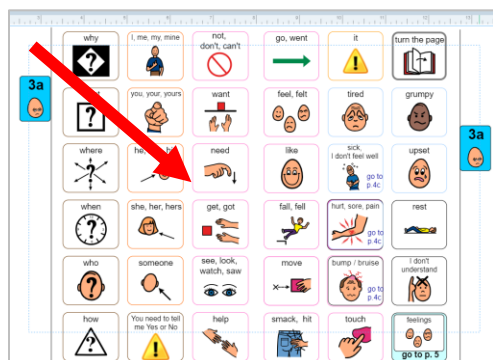 why
I, me, my, mine
not,
don't, can't
go, went
it
turn the page
3a
you, your, yours
want
feel, felt
tired
grumpy
3a
where
he,
need
like
sick,
I don't feel well
go to
p.4c
upset
when
she, her, hers
get, got
fall, fell
hurt, sore, pain
go to
p.4c
rest
who
someone
see, look,
watch, saw
move
bump / bruise
go to
p.4c
I don't
understand
how
You need to tell
me Yes or No
help
smack, hit
touch
feelings
go to p. 5